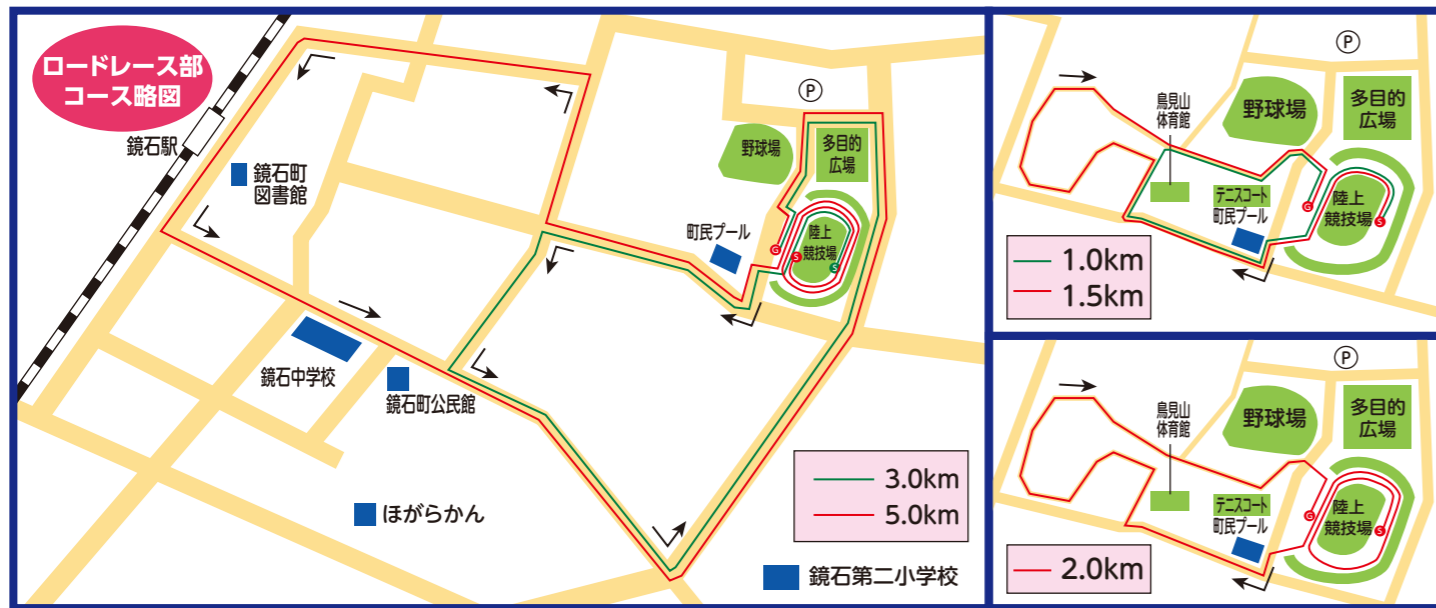 ロードレース部
コース略図
鏡石駅
鏡石町
図書館
鏡石中学校
鏡石町公民館
ほがらかん
鏡石第二小学校
町民プール
野球場
多目的
広場
陸上
競技場
Ⓟ
G
S
S
3.0km
5.0km
Ⓟ
鳥見山
体育館
野球場
多目的
広場
テニスコート
町民プール
陸上
競技場
G
S
1.0km
1.5km
Ⓟ
鳥見山
体育館
野球場
多目的
広場
テニスコート
町民プール
陸上
競技場
G
S
2.0km